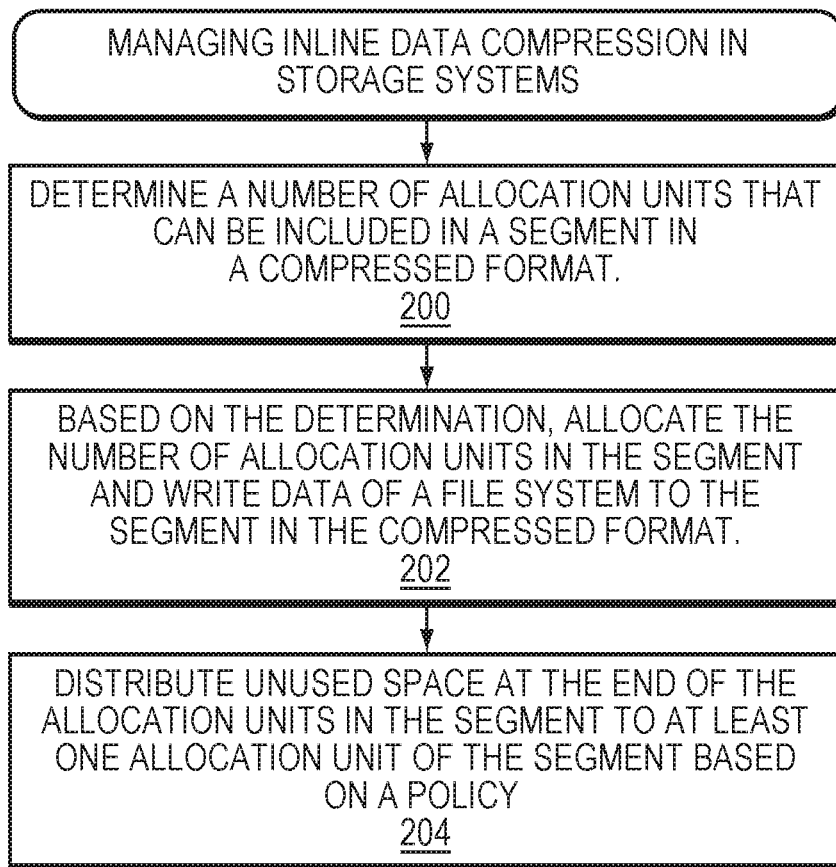 MANAGING INLINE DATA COMPRESSION IN
STORAGE SYSTEMS
DETERMINE A NUMBER OF ALLOCATION UNITS THAT
CAN BE INCLUDED IN A SEGMENT IN
A COMPRESSED FORMAT.
200
BASED ON THE DETERMINATION, ALLOCATE THE
NUMBER OF ALLOCATION UNITS IN THE SEGMENT
AND WRITE DATA OF A FILE SYSTEM TO THE
SEGMENT IN THE COMPRESSED FORMAT.
202
DISTRIBUTE UNUSED SPACE AT THE END OF THE
ALLOCATION UNITS IN THE SEGMENT TO AT LEAST
ONE ALLOCATION UNIT OF THE SEGMENT BASED
ON A POLICY
204